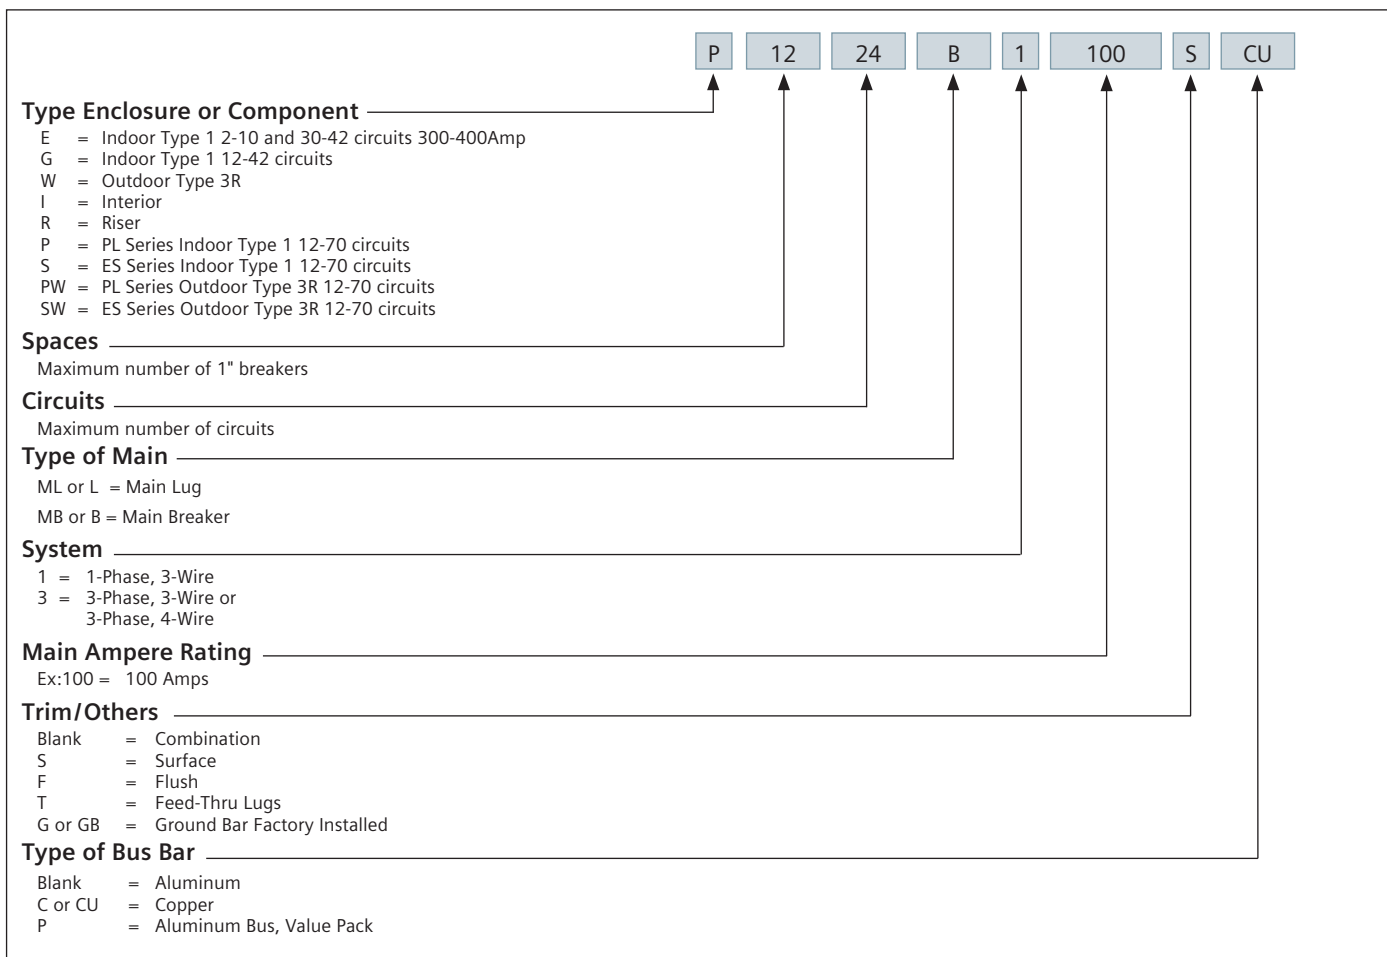 P 12 24 B 1 100 S CU
Type Enclosure or Component
E = Indoor Type 1 2-10 and 30-42 circuits 300-400Amp
G = Indoor Type 1 12-42 circuits
W = Outdoor Type 3R
I = Interior
R = Riser
P = PL Series Indoor Type 1 12-70 circuits
S = ES Series Indoor Type 1 12-70 circuits
PW = PL Series Outdoor Type 3R 12-70 circuits
SW = ES Series Outdoor Type 3R 12-70 circuits
Spaces
Maximum number of 1" breakers
Circuits
Maximum number of circuits
Type of Main
ML or L = Main Lug
MB or B = Main Breaker
System
1 = 1-Phase, 3-Wire
3 = 3-Phase, 3-Wire or
3-Phase, 4-Wire
Main Ampere Rating
Ex:100 = 100 Amps
Trim/Others
Blank = Combination
S = Surface
F = Flush
T = Feed-Thru Lugs
G or GB = Ground Bar Factory Installed
Type of Bus Bar
Blank = Aluminum
C or CU = Copper
P = Aluminum Bus, Value Pack